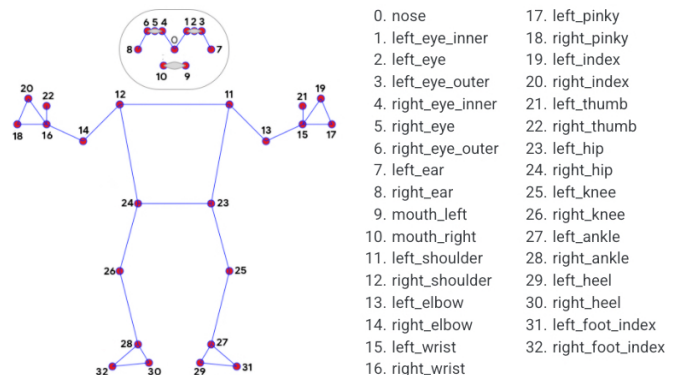 6 5 4 1 2 3
0
8 7
10 9
20 22 12 11 21 19
18 16 14 13 15 17
24 23
26 25
28 27
32 30 29 31
0. nose
1. left_eye_inner
2. left_eye
3. left_eye_outer
4. right_eye_inner
5. right_eye
6. right_eye_outer
7. left_ear
8. right_ear
9. mouth_left
10. mouth_right
11. left_shoulder
12. right_shoulder
13. left_elbow
14. right_elbow
15. left_wrist
16. right_wrist
17. left_pinky
18. right_pinky
19. left_index
20. right_index
21. left_thumb
22. right_thumb
23. left_hip
24. right_hip
25. left_knee
26. right_knee
27. left_ankle
28. right_ankle
29. left_heel
30. right_heel
31. left_foot_index
32. right_foot_index